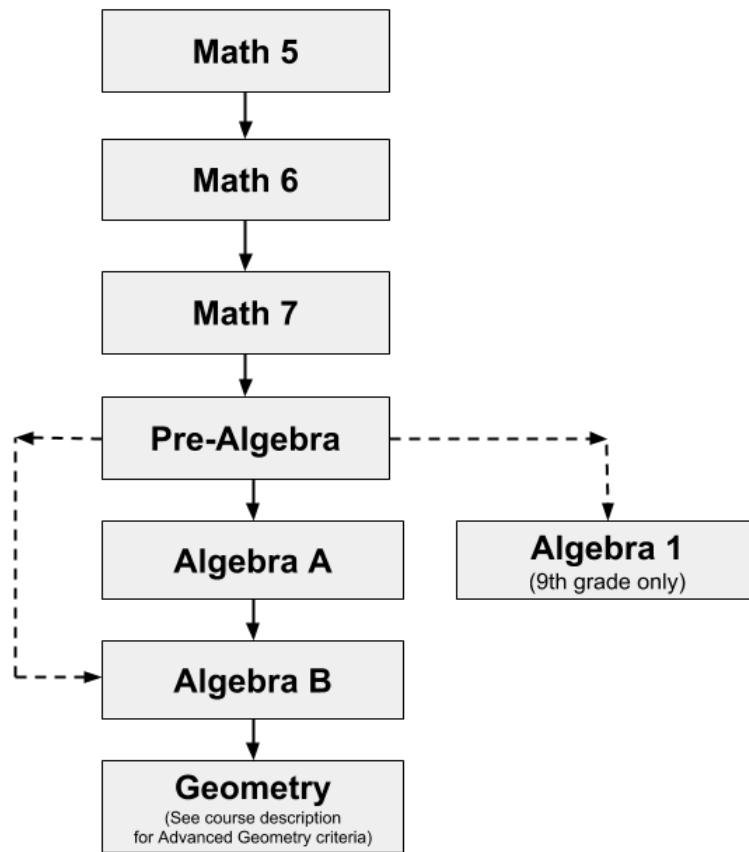 Math 5
Math 6
Math 7
Pre-Algebra
Algebra A
Algebra 1
(9th grade only)
Algebra B
Geometry
(See course description
for Advanced Geometry criteria)